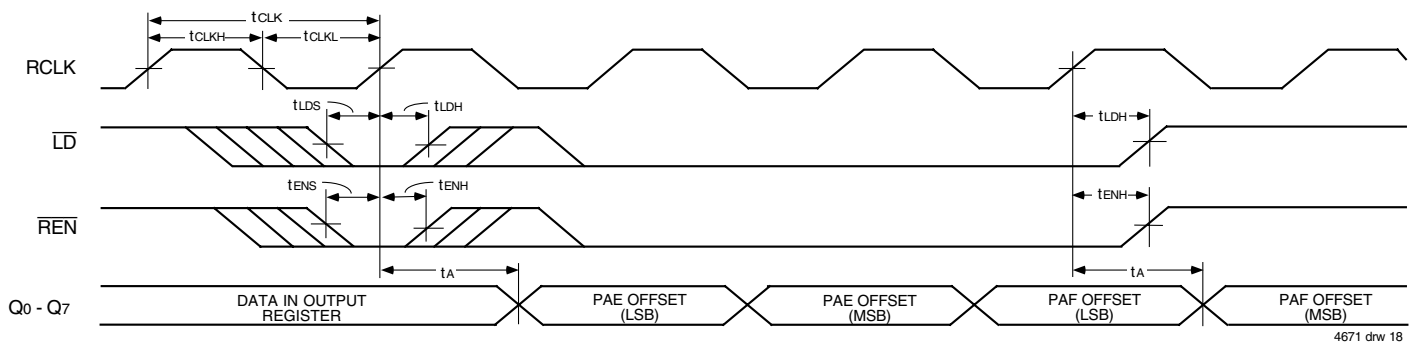 tCLK
tCLKH tCLKL
RCLK
tLDS tLDH tLDH
LD
tENS tENH tENH
REN
tA tA
Q0 - Q7 DATA IN OUTPUT REGISTER PAE OFFSET (LSB) PAE OFFSET (MSB) PAF OFFSET (LSB) PAF OFFSET (MSB)
4671 drw 18